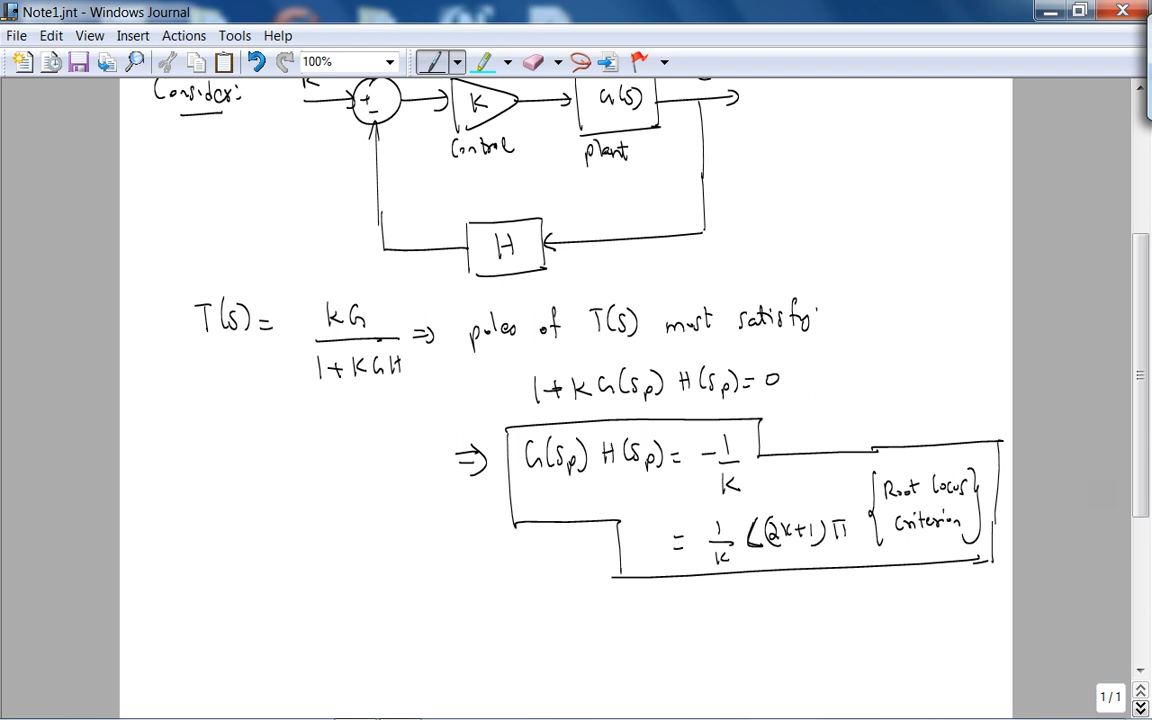 Note1.jnt - Windows Journal
File Edit View Insert Actions Tools Help
100%
Consider:
+
-
K
G(s)
Control
plant
H
T(s) = KG / 1+KGH ⇒ poles of T(s) must satisfy:
1+K G(sp) H(sp) = 0
⇒ G(sp) H(sp) = -1/K
= 1/K ∠(2k+1)π { Root locus
criterion }
1 / 1